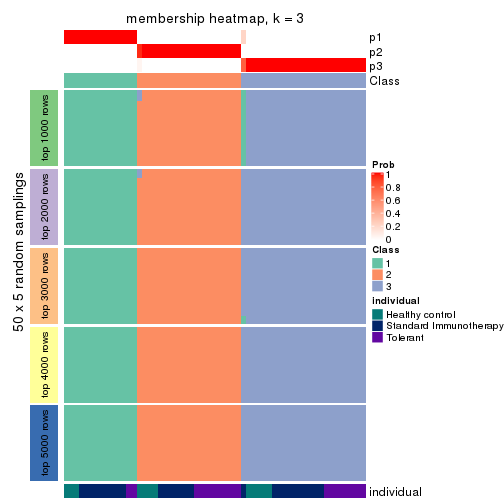 membership heatmap, k = 3
p1
p2
p3
Class
50 x 5 random samplings
top 1000 rows
top 2000 rows
top 3000 rows
top 4000 rows
top 5000 rows
Prob
1
0.8
0.6
0.4
0.2
0
Class
1
2
3
individual
Healthy control
Standard Immunotherapy
Tolerant
individual